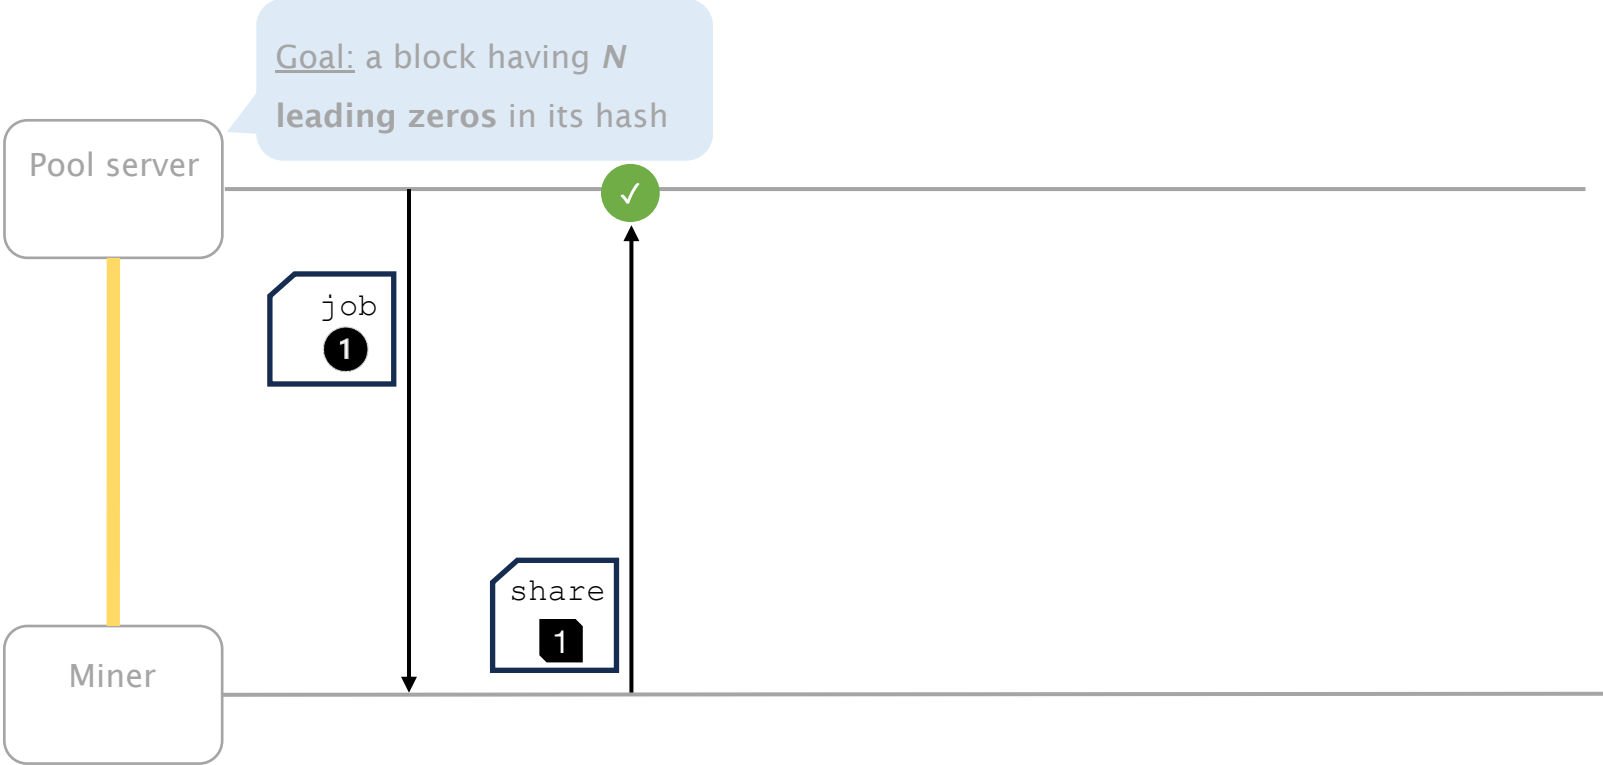 Goal: a block having N
leading zeros in its hash
Pool server
✓
job
1
share
1
Miner